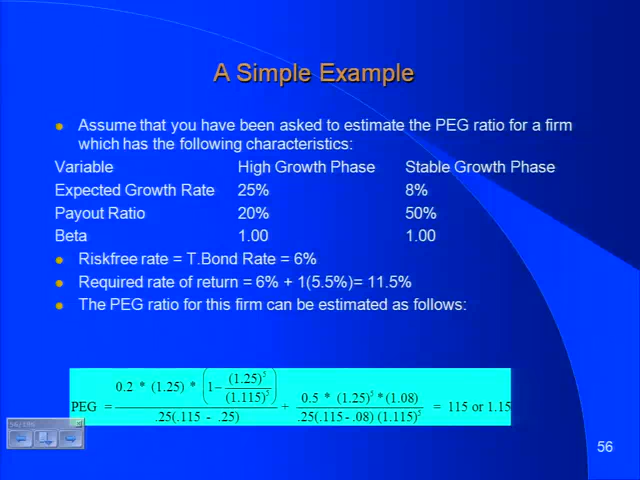 A Simple Example
Assume that you have been asked to estimate the PEG ratio for a firm
which has the following characteristics:
Variable High Growth Phase Stable Growth Phase
Expected Growth Rate 25% 8%
Payout Ratio 20% 50%
Beta 1.00 1.00
Riskfree rate = T.Bond Rate = 6%
Required rate of return = 6% + 1(5.5%)= 11.5%
The PEG ratio for this firm can be estimated as follows:
PEG = 0.2 * (1.25) * (1− (1.25)⁵ / (1.115)⁵) / .25(.115 - .25) + 0.5 * (1.25)⁵ * (1.08) / .25(.115 - .08) (1.115)⁵ = 115 or 1.15
56